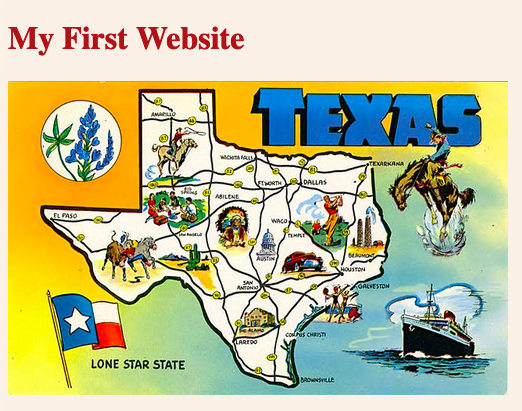 My First Website
TEXAS
AMARILLO
WICHITA FALLS
TEXARKANA
FT.WORTH
DALLAS
BIG SPRING
ABILENE
EL PASO
SAN ANGELO
WACO
TEMPLE
AUSTIN
BEAUMONT
HOUSTON
SAN ANTONIO
GALVESTON
THE ALAMO
CORPUS CHRISTI
LAREDO
LONE STAR STATE
BROWNSVILLE